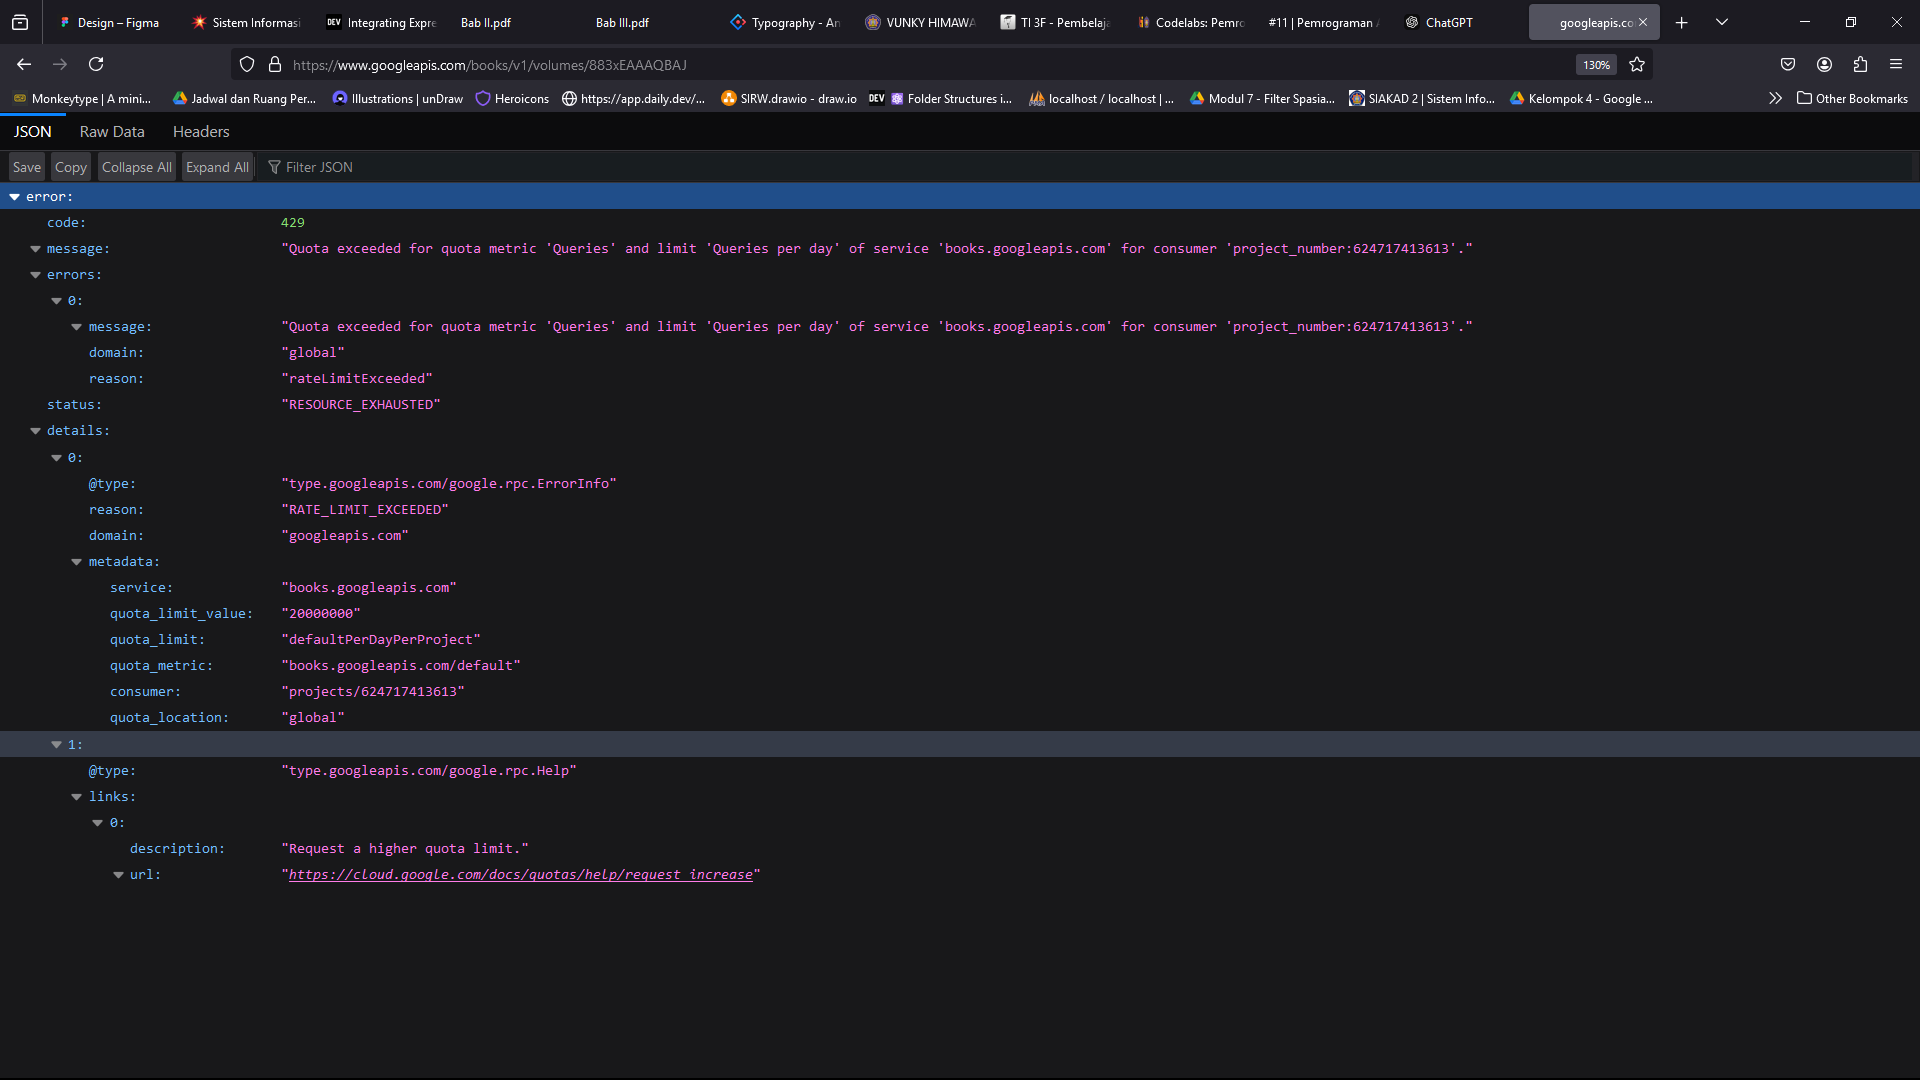 Design – Figma
Sistem Informasi
DEV Integrating Expre
Bab II.pdf
Bab III.pdf
Typography - An
VUNKY HIMAWA
TI 3F - Pembelaja
Codelabs: Pemro
#11 | Pemrograman A
ChatGPT
googleapis.co
https://www.googleapis.com/books/v1/volumes/883xEAAAQBAJ
130%
Monkeytype | A mini...
Jadwal dan Ruang Per...
Illustrations | unDraw
Heroicons
https://app.daily.dev/...
SIRW.drawio - draw.io
DEV
Folder Structures i...
localhost / localhost | ...
Modul 7 - Filter Spasia...
SIAKAD 2 | Sistem Info...
Kelompok 4 - Google ...
Other Bookmarks
JSON Raw Data Headers
Save Copy Collapse All Expand All Filter JSON
error:
code: 429
message: "Quota exceeded for quota metric 'Queries' and limit 'Queries per day' of service 'books.googleapis.com' for consumer 'project_number:624717413613'."
errors:
0:
message: "Quota exceeded for quota metric 'Queries' and limit 'Queries per day' of service 'books.googleapis.com' for consumer 'project_number:624717413613'."
domain: "global"
reason: "rateLimitExceeded"
status: "RESOURCE_EXHAUSTED"
details:
0:
@type: "type.googleapis.com/google.rpc.ErrorInfo"
reason: "RATE_LIMIT_EXCEEDED"
domain: "googleapis.com"
metadata:
service: "books.googleapis.com"
quota_limit_value: "20000000"
quota_limit: "defaultPerDayPerProject"
quota_metric: "books.googleapis.com/default"
consumer: "projects/624717413613"
quota_location: "global"
1:
@type: "type.googleapis.com/google.rpc.Help"
links:
0:
description: "Request a higher quota limit."
url: "https://cloud.google.com/docs/quotas/help/request_increase"